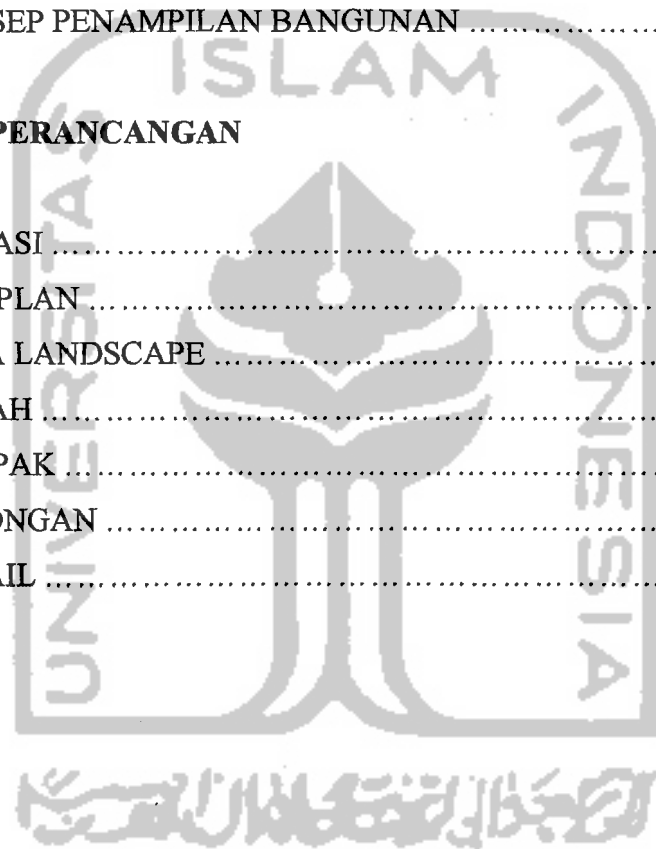 SEP PENAMPILAN BANGUNAN ..................
PERANCANGAN
ASI ............................................................
PLAN .......................................................
A LANDSCAPE .......................................
AH ............................................................
PAK ..........................................................
ONGAN ....................................................
AIL ............................................................
UNIVERSITAS
ISLAM
INDONESIA